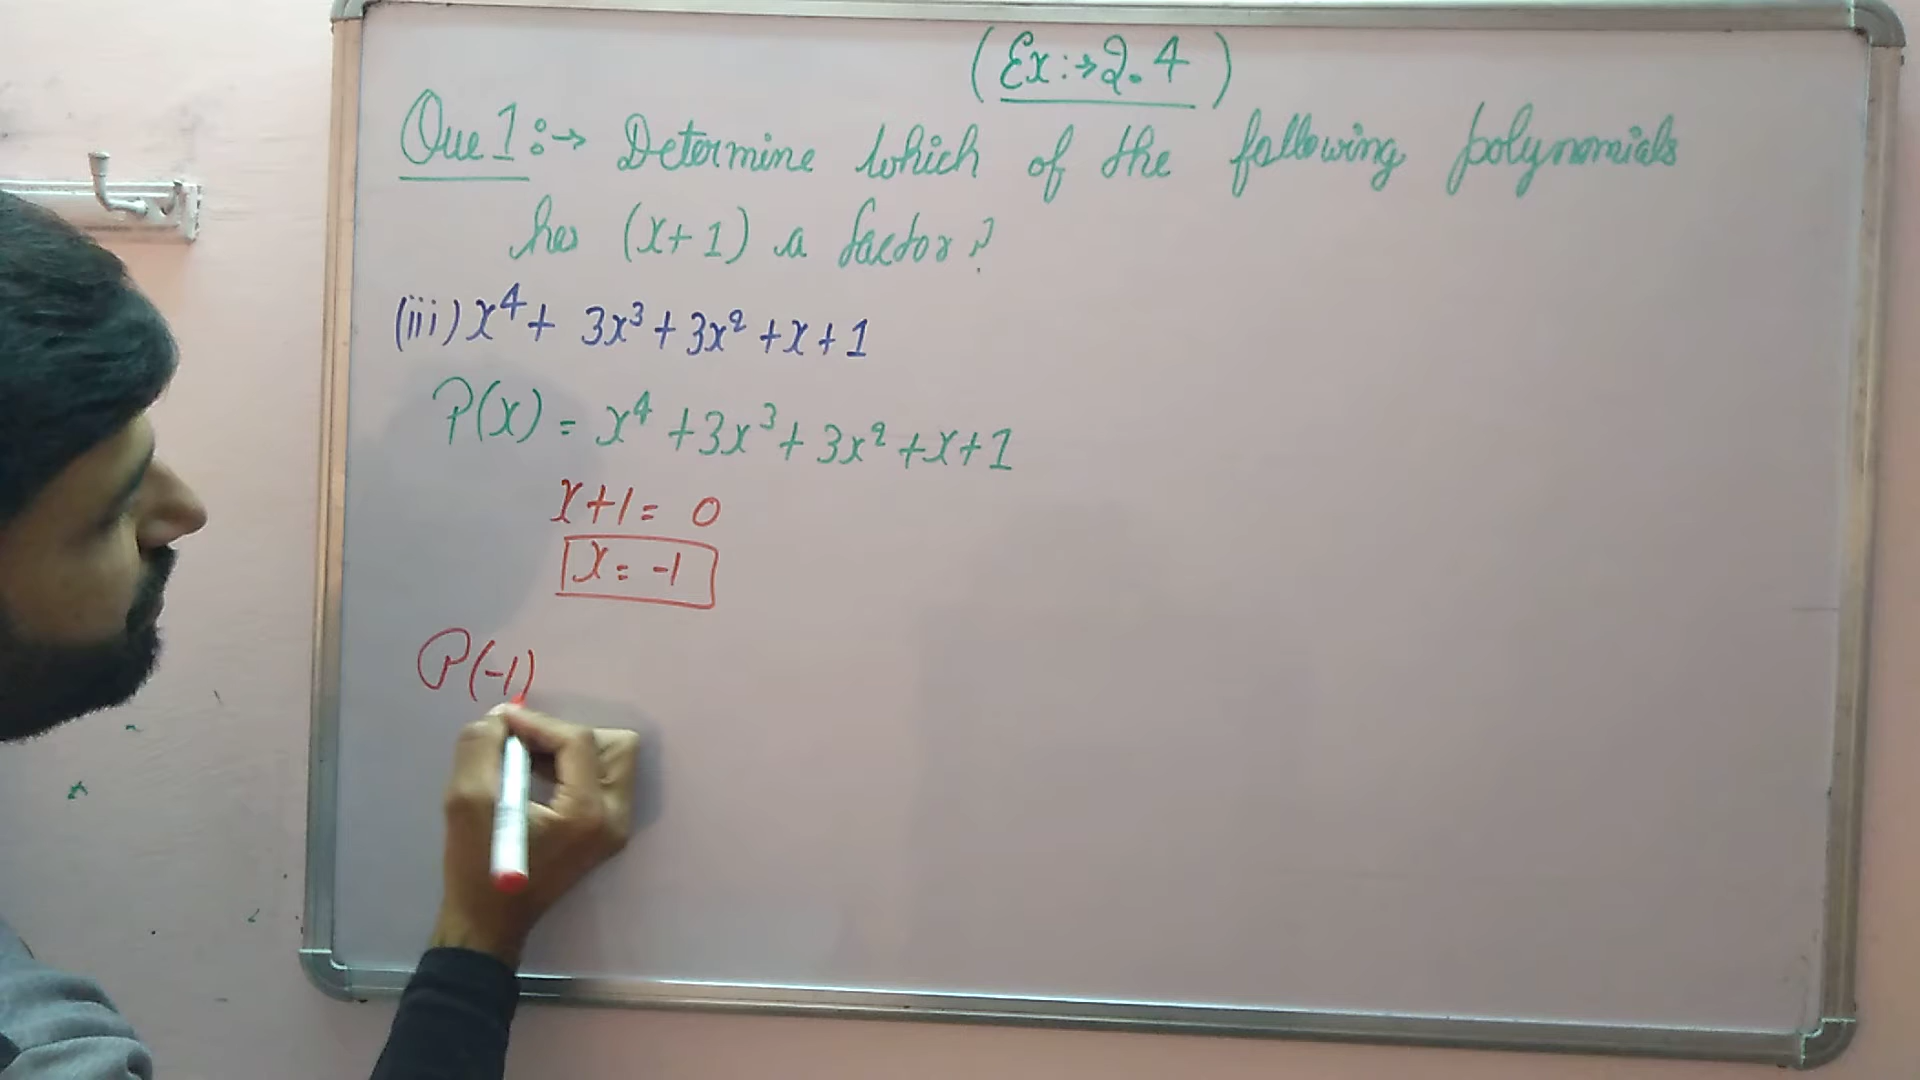 (Ex:→2.4)
Que 1:→ Determine which of the following polynomials
has (x+1) a factor?
(iii) x⁴ + 3x³ + 3x² + x + 1
P(x) = x⁴ + 3x³ + 3x² + x + 1
x+1 = 0
x = -1
P(-1)